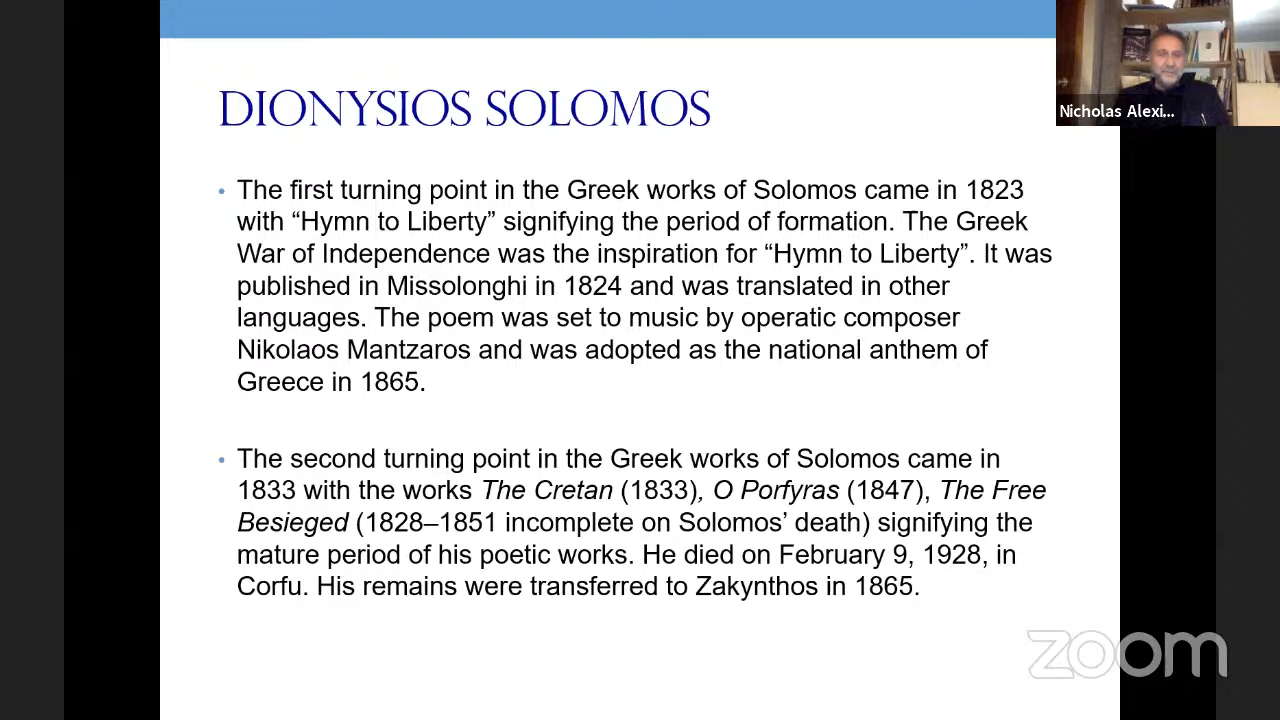 DIONYSIOS SOLOMOS
Nicholas Alexi...
• The first turning point in the Greek works of Solomos came in 1823
with “Hymn to Liberty” signifying the period of formation. The Greek
War of Independence was the inspiration for “Hymn to Liberty”. It was
published in Missolonghi in 1824 and was translated in other
languages. The poem was set to music by operatic composer
Nikolaos Mantzaros and was adopted as the national anthem of
Greece in 1865.
• The second turning point in the Greek works of Solomos came in
1833 with the works The Cretan (1833), O Porfyras (1847), The Free
Besieged (1828–1851 incomplete on Solomos’ death) signifying the
mature period of his poetic works. He died on February 9, 1928, in
Corfu. His remains were transferred to Zakynthos in 1865.
zoom